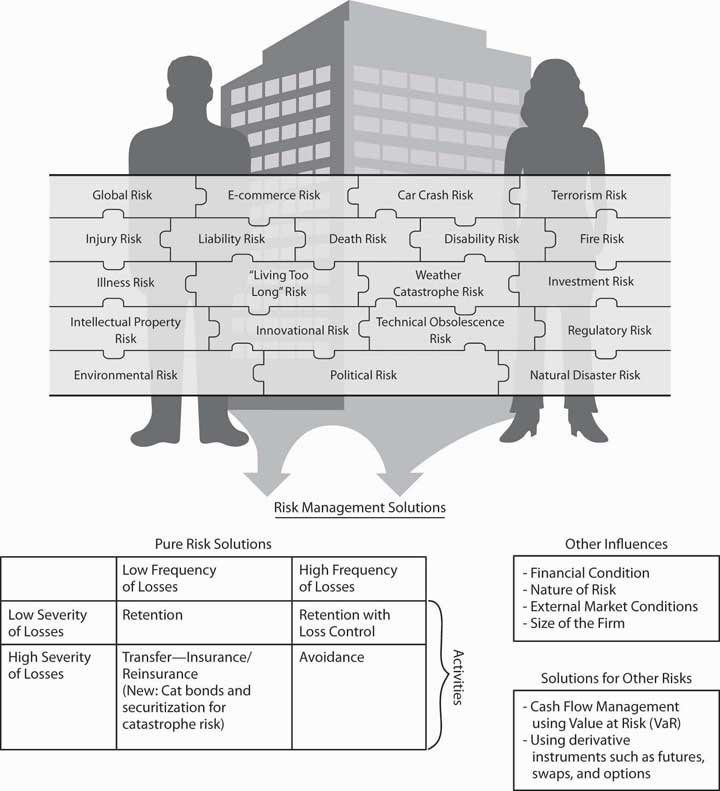 Global Risk
E-commerce Risk
Car Crash Risk
Terrorism Risk
Injury Risk
Liability Risk
Death Risk
Disability Risk
Fire Risk
Illness Risk
“Living Too
Long” Risk
Weather
Catastrophe Risk
Investment Risk
Intellectual Property
Risk
Innovational Risk
Technical Obsolescence
Risk
Regulatory Risk
Environmental Risk
Political Risk
Natural Disaster Risk
Risk Management Solutions
Pure Risk Solutions
Low Frequency
of Losses
High Frequency
of Losses
Low Severity
of Losses
Retention
Retention with
Loss Control
High Severity
of Losses
Transfer—Insurance/
Reinsurance
(New: Cat bonds and
securitization for
catastrophe risk)
Avoidance
Activities
Other Influences
- Financial Condition
- Nature of Risk
- External Market Conditions
- Size of the Firm
Solutions for Other Risks
- Cash Flow Management
using Value at Risk (VaR)
- Using derivative
instruments such as futures,
swaps, and options